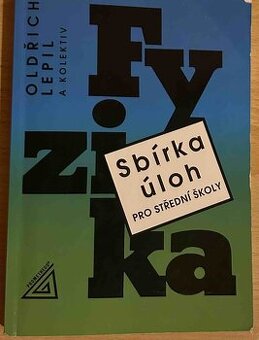 OLDŘICH
LEPIL
A KOLEKTIV
Fy
zi
ka
Sbírka
úloh
PRO STŘEDNÍ ŠKOLY